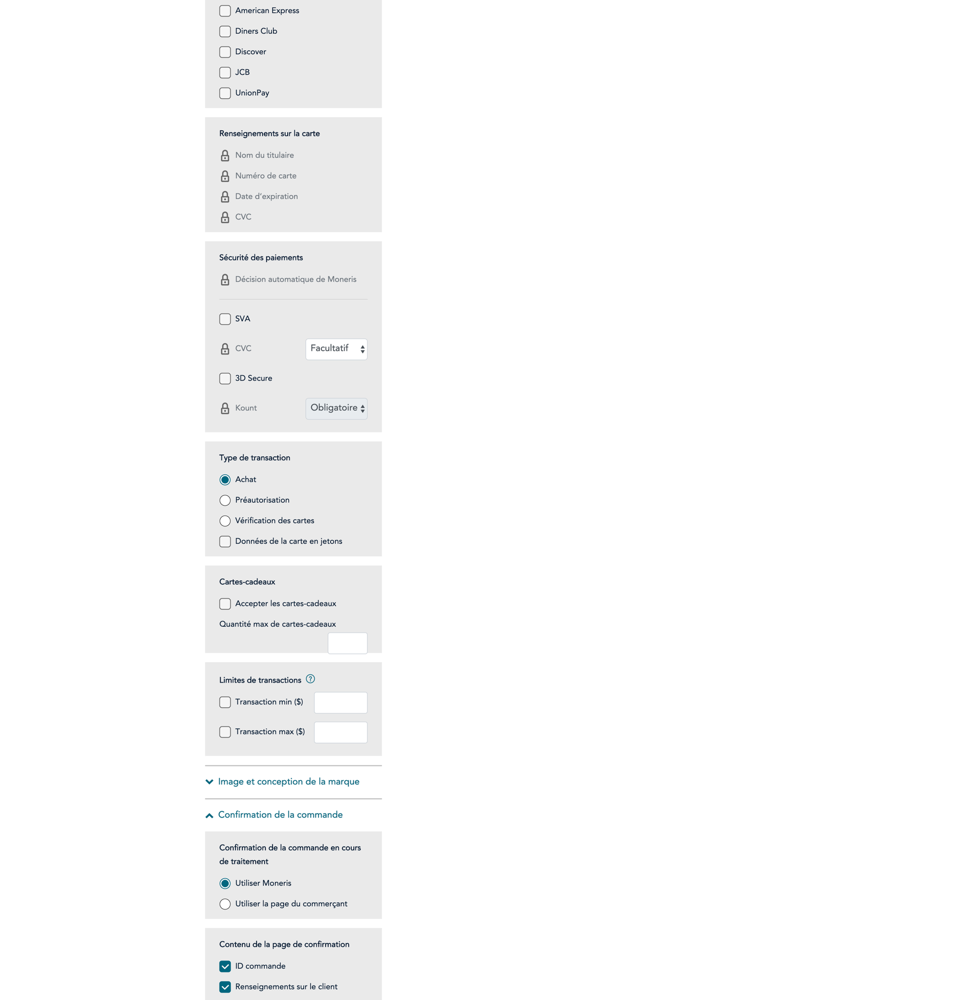 American Express
Diners Club
Discover
JCB
UnionPay
Renseignements sur la carte
Nom du titulaire
Numéro de carte
Date d’expiration
CVC
Sécurité des paiements
Décision automatique de Moneris
SVA
CVC Facultatif
3D Secure
Kount Obligatoire
Type de transaction
Achat
Préautorisation
Vérification des cartes
Données de la carte en jetons
Cartes-cadeaux
Accepter les cartes-cadeaux
Quantité max de cartes-cadeaux
Limites de transactions ?
Transaction min ($)
Transaction max ($)
Image et conception de la marque
Confirmation de la commande
Confirmation de la commande en cours
de traitement
Utiliser Moneris
Utiliser la page du commerçant
Contenu de la page de confirmation
ID commande
Renseignements sur le client